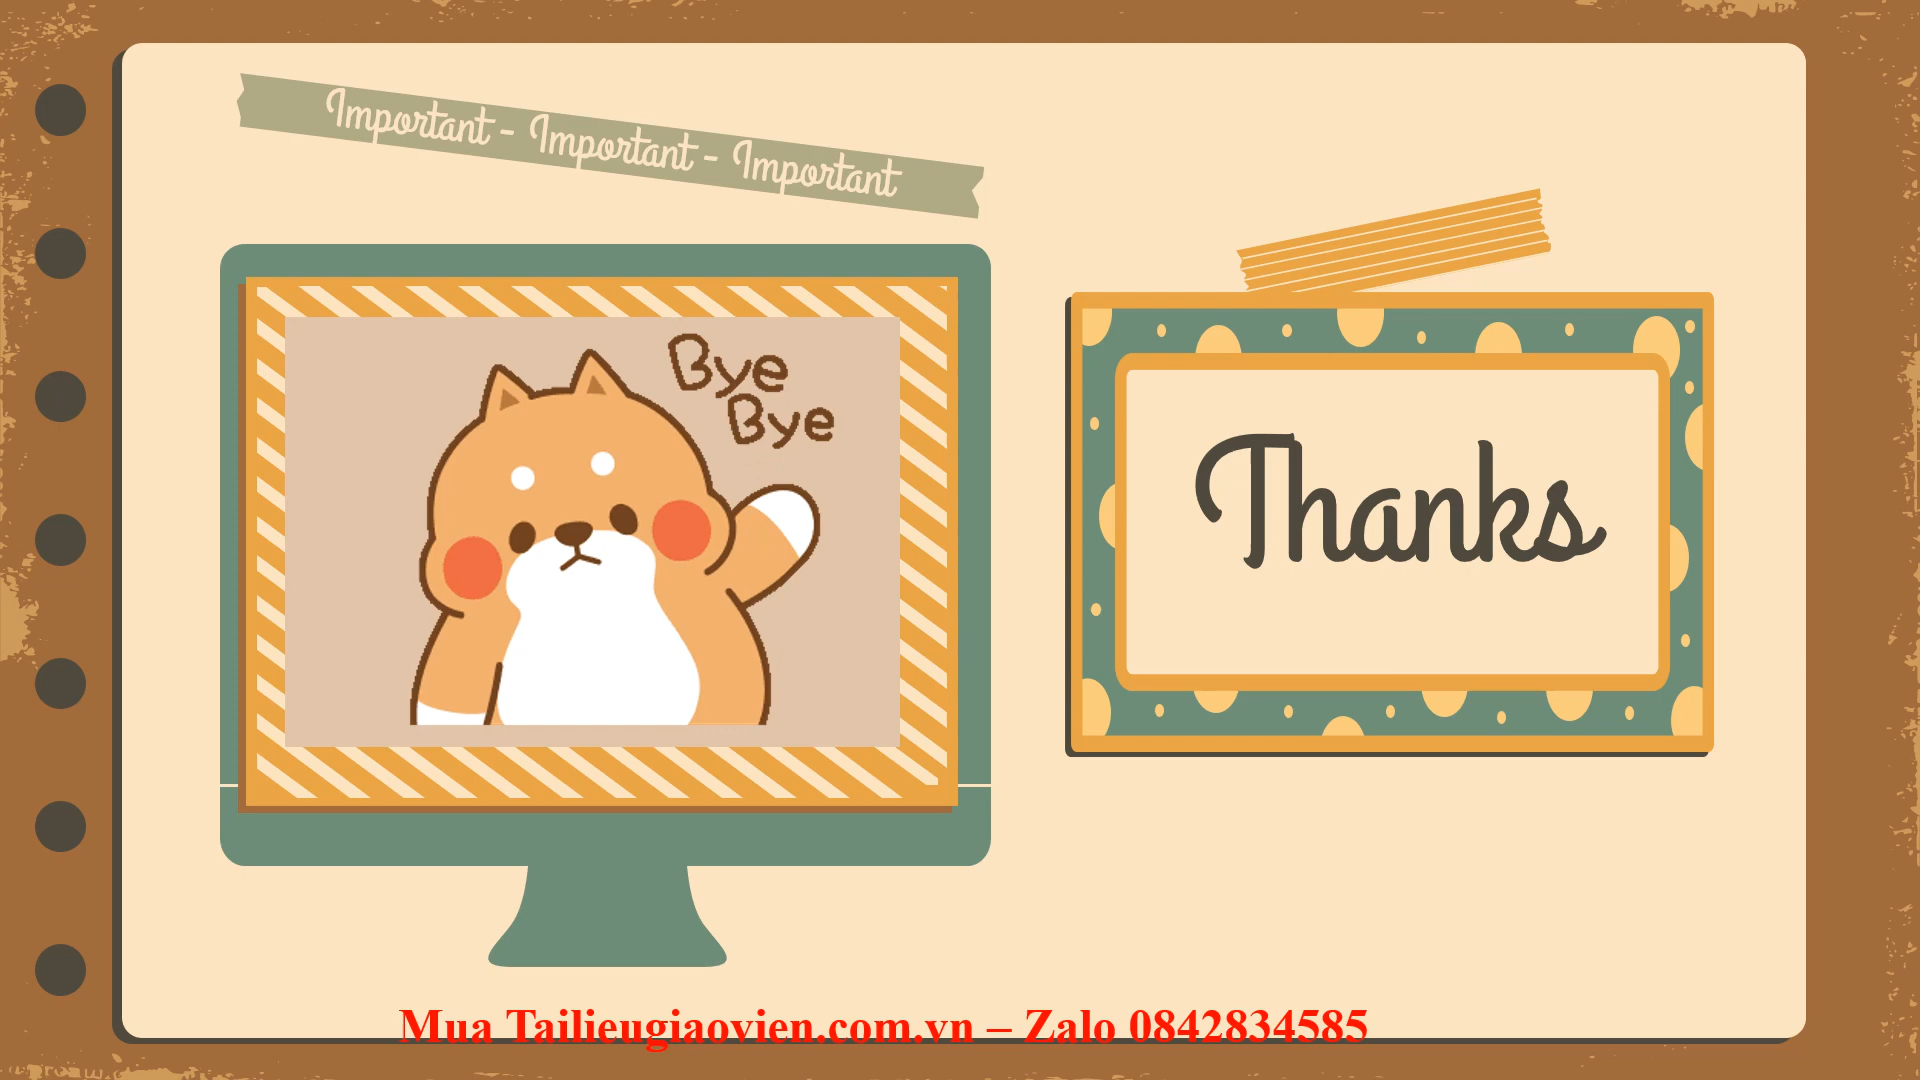 Important - Important - Important
Bye
Bye
Thanks
Mua Tailieugiaovien.com.vn – Zalo 0842834585